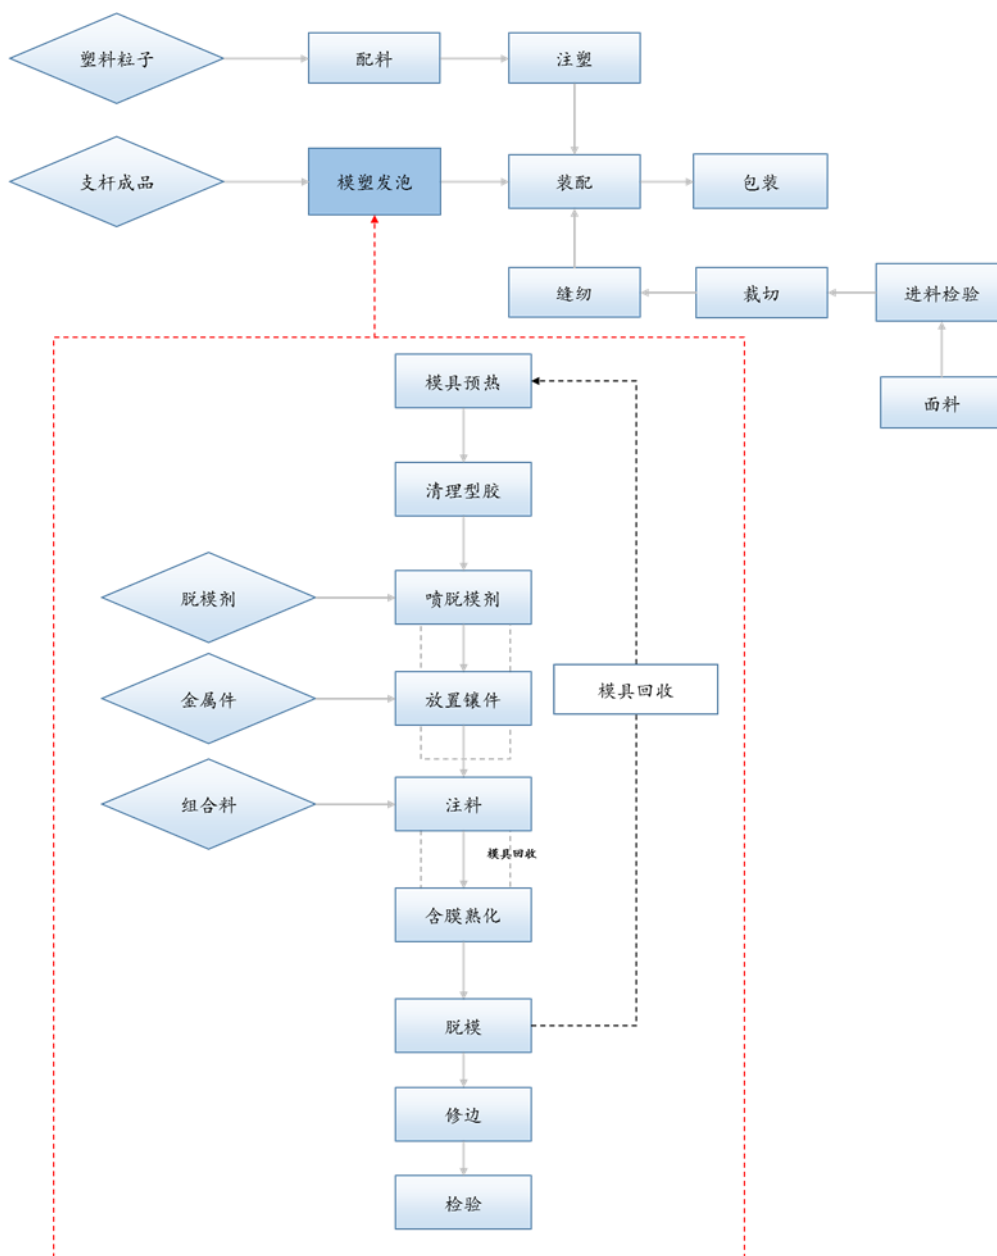 塑料粒子
配料
注塑
支杆成品
模塑发泡
装配
包装
缝纫
裁切
进料检验
面料
模具预热
清理型胶
脱模剂
喷脱模剂
金属件
放置镶件
模具回收
组合料
注料
模具回收
含膜熟化
脱模
修边
检验